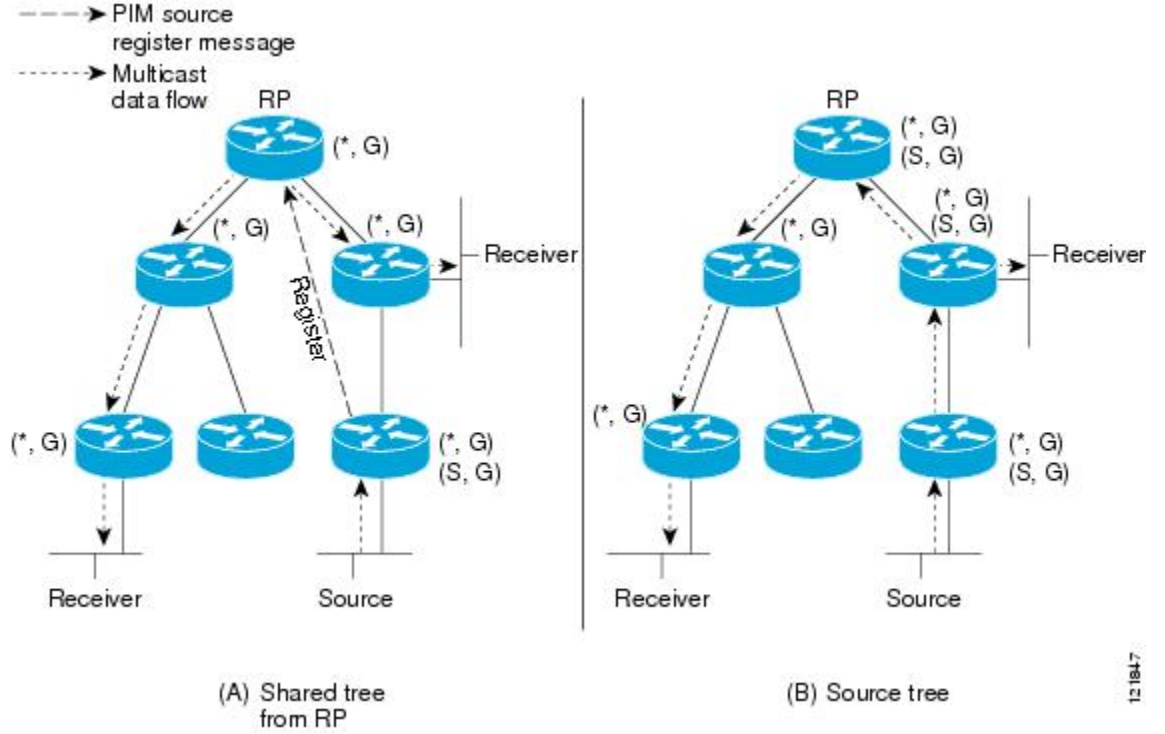 PIM source
register message
Multicast
data flow
RP
(*, G)
(*, G)
(*, G)
Receiver
Register
(*, G)
(*, G)
(S, G)
Receiver
Source
(A) Shared tree
from RP
RP
(*, G)
(S, G)
(*, G)
(*, G)
(S, G)
Receiver
(*, G)
(*, G)
(S, G)
Receiver
Source
(B) Source tree
121847